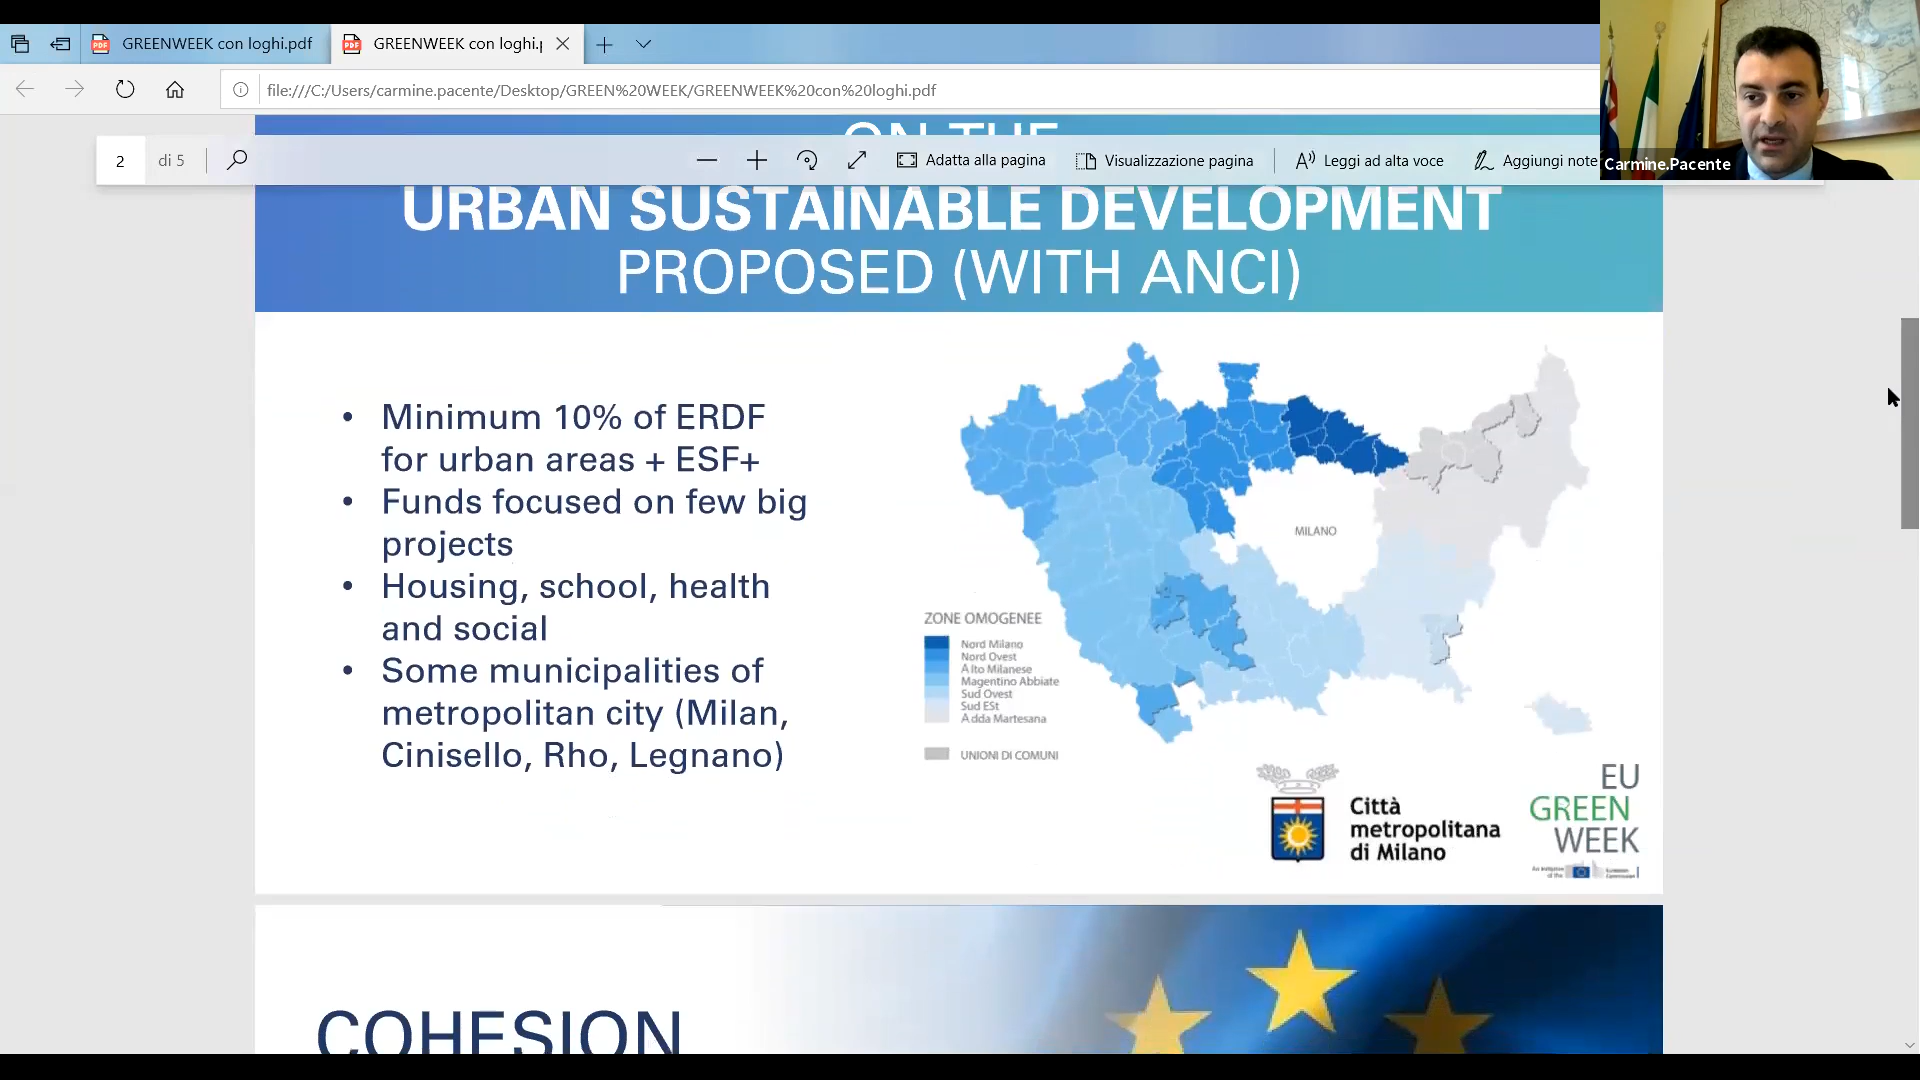 GREENWEEK con loghi.pdf
GREENWEEK con loghi.p
file:///C:/Users/carmine.pacente/Desktop/GREEN%20WEEK/GREENWEEK%20con%20loghi.pdf
2 di 5
Adatta alla pagina
Visualizzazione pagina
Leggi ad alta voce
Aggiungi note
Carmine.Pacente
ON THE
URBAN SUSTAINABLE DEVELOPMENT
PROPOSED (WITH ANCI)
• Minimum 10% of ERDF
for urban areas + ESF+
• Funds focused on few big
projects
• Housing, school, health
and social
• Some municipalities of
metropolitan city (Milan,
Cinisello, Rho, Legnano)
MILANO
ZONE OMOGENEE
Nord Milano
Nord Ovest
Alto Milanese
Magentino Abbiate
Sud Ovest
Sud ESt
Adda Martesana
UNIONI DI COMUNI
Città
metropolitana
di Milano
EU
GREEN
WEEK
COHESION